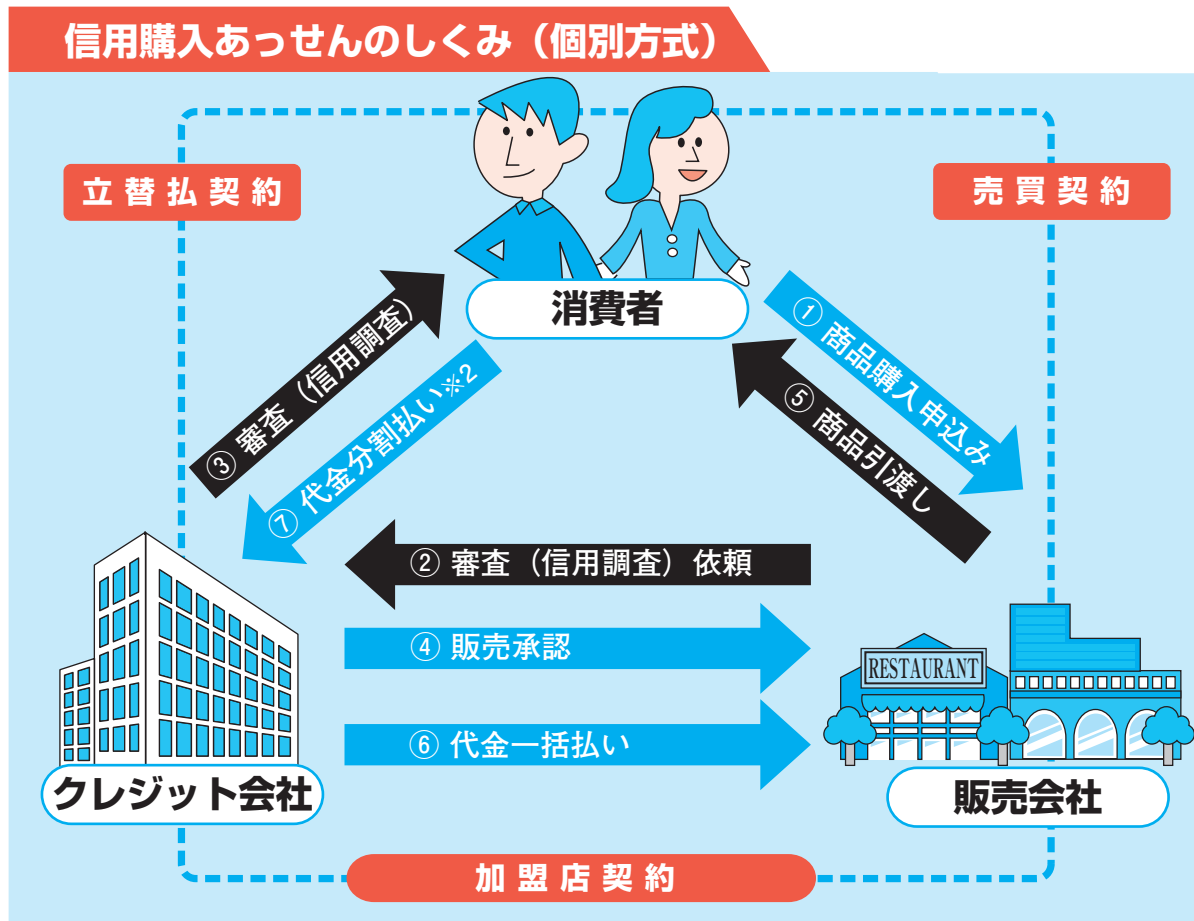 信用購入あっせんのしくみ（個別方式）
立替払契約
売買契約
消費者
① 商品購入申込み
⑤ 商品引渡し
③ 審査（信用調査）
⑦ 代金分割払い※2
② 審査（信用調査）依頼
④ 販売承認
⑥ 代金一括払い
RESTAURANT
クレジット会社
販売会社
加盟店契約